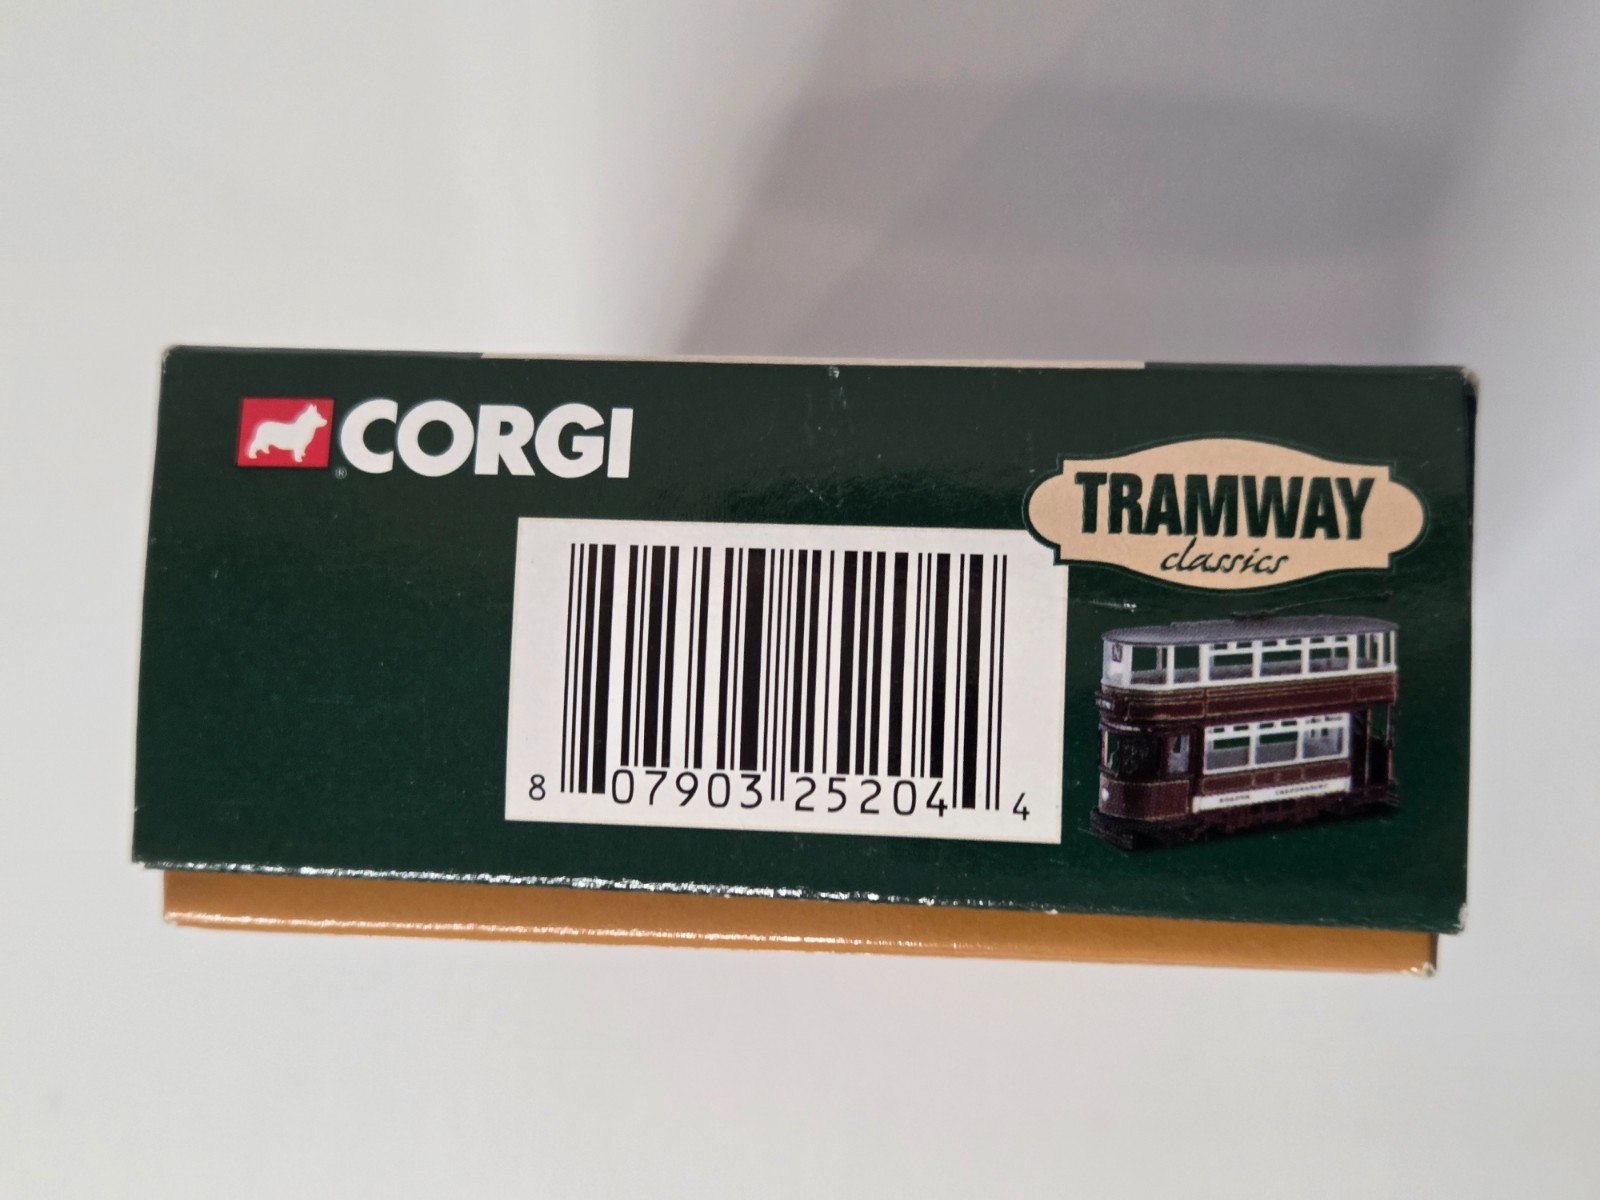 CORGI
®
TRAMWAY
classics
8 07903 25204 4